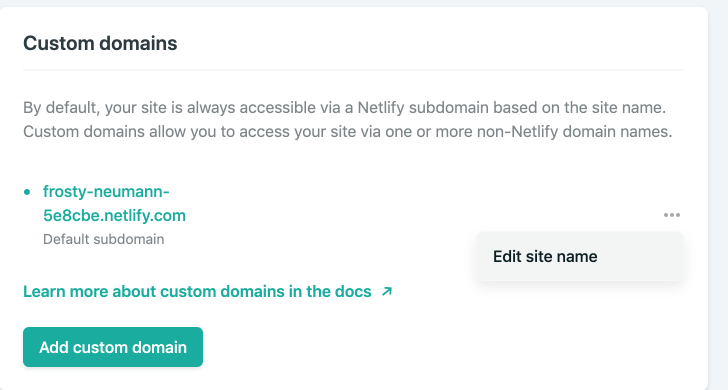 Custom domains
By default, your site is always accessible via a Netlify subdomain based on the site name.
Custom domains allow you to access your site via one or more non-Netlify domain names.
frosty-neumann-
5e8cbe.netlify.com
Default subdomain
Edit site name
Learn more about custom domains in the docs ↗
Add custom domain